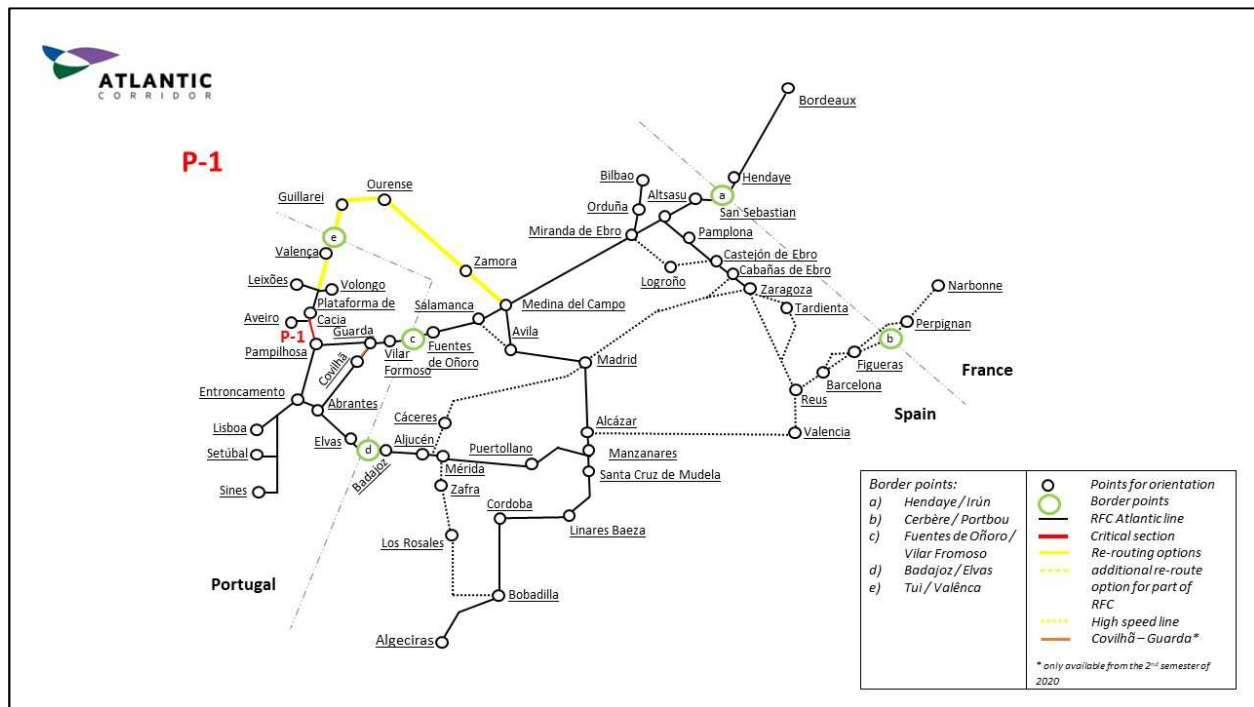 ATLANTIC
CORRIDOR
P-1
Bordeaux
Hendaye
a
Bilbao
Altsasu
Orduña
San Sebastian
Ourense
Guillarei
Miranda de Ebro
Pamplona
e
Valença
Castejón de Ebro
Cabañas de Ebro
Zamora
Logroño
Zaragoza
Leixões
Volongo
Narbonne
Salamanca
Medina del Campo
Tardienta
Plataforma de
Cacia
Aveiro
Perpignan
P-1
Guarda
c
Fuentes
de Oñoro
Avila
b
Pampilhosa
Vilar
Formoso
Covilhã
Madrid
Figueras
France
Barcelona
Entroncamento
Abrantes
Reus
Spain
Cáceres
Alcázar
Lisboa
Elvas
Valencia
d
Aljucén
Puertollano
Manzanares
Setúbal
Badajoz
Mérida
Santa Cruz de Mudela
Zafra
Sines
Cordoba
Linares Baeza
Los Rosales
Portugal
Bobadilla
Algeciras
Border points:
a) Hendaye / Irún
b) Cerbère / Portbou
c) Fuentes de Oñoro /
Vilar Fromoso
d) Badajoz / Elvas
e) Tui / Valênca
Points for orientation
Border points
RFC Atlantic line
Critical section
Re-routing options
additional re-route
option for part of
RFC
High speed line
Covilhã – Guarda*
* only available from the 2nd semester of
2020